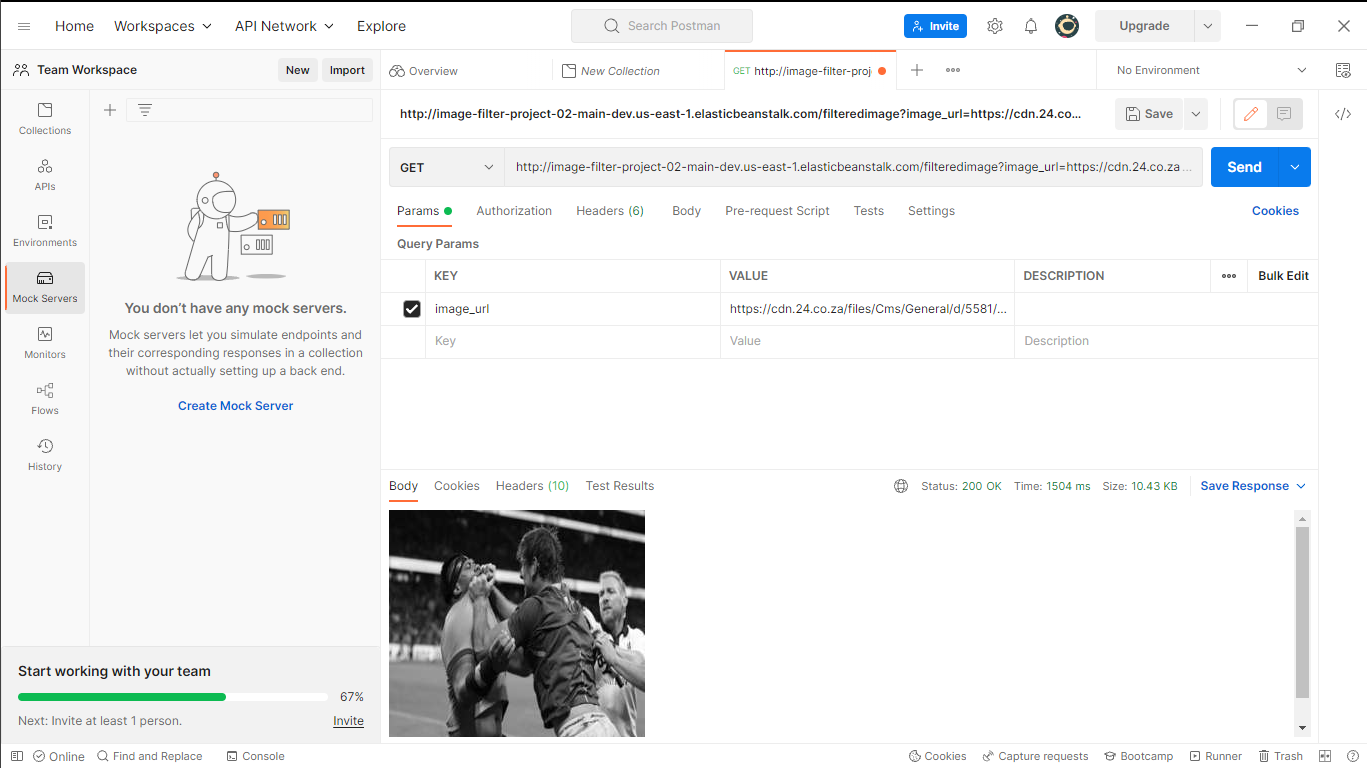 Home Workspaces API Network Explore Search Postman Invite Upgrade
Team Workspace New Import Overview New Collection GET http://image-filter-proj No Environment
Collections
APIs
Environments
Mock Servers
Monitors
Flows
History
You don’t have any mock servers.
Mock servers let you simulate endpoints and
their corresponding responses in a collection
without actually setting up a back end.
Create Mock Server
Start working with your team
67%
Next: Invite at least 1 person. Invite
http://image-filter-project-02-main-dev.us-east-1.elasticbeanstalk.com/filteredimage?image_url=https://cdn.24.co... Save
GET http://image-filter-project-02-main-dev.us-east-1.elasticbeanstalk.com/filteredimage?image_url=https://cdn.24.co.za ... Send
Params Authorization Headers (6) Body Pre-request Script Tests Settings Cookies
Query Params
KEY VALUE DESCRIPTION Bulk Edit
image_url https://cdn.24.co.za/files/Cms/General/d/5581/...
Key Value Description
Body Cookies Headers (10) Test Results Status: 200 OK Time: 1504 ms Size: 10.43 KB Save Response
Online Find and Replace Console Cookies Capture requests Bootcamp Runner Trash